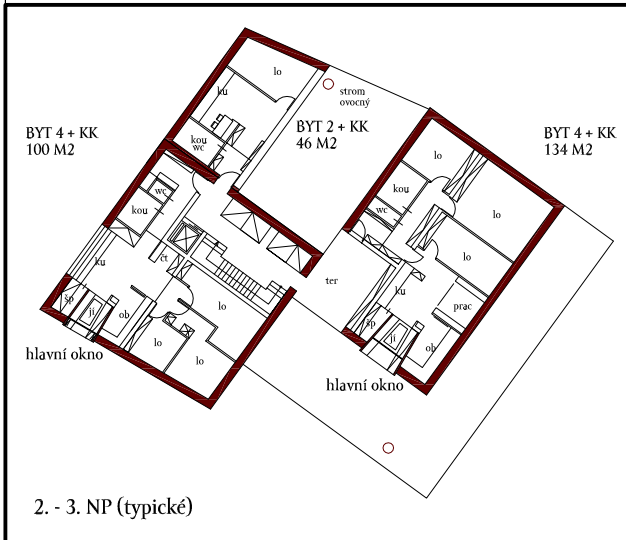 lo
strom
ovocný
ku
BYT 4 + KK
100 M2
BYT 2 + KK
46 M2
BYT 4 + KK
134 M2
kou
wc
lo
lo
wc
kou
kou
wc
lo
čt
ku
ter
ku
prac
šp
ji
ob
lo
lo
lo
šp
ji
ob
hlavní okno
hlavní okno
2. - 3. NP (typické)